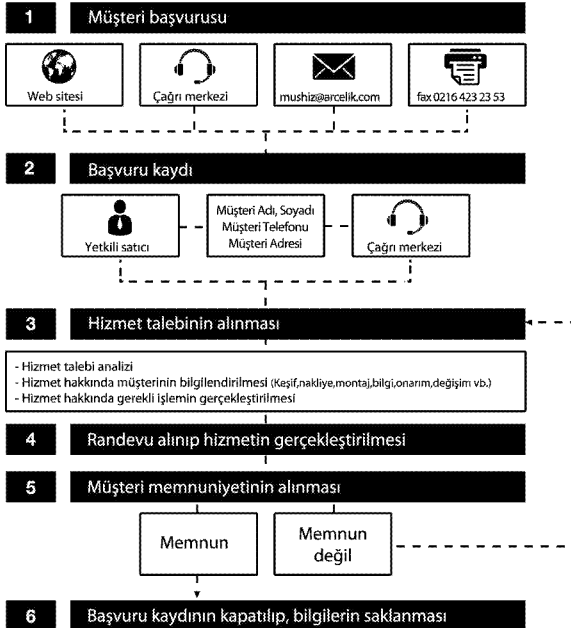 1 Müşteri başvurusu
Web sitesi
Çağrı merkezi
mushiz@arcelik.com
fax 0216 423 23 53
2 Başvuru kaydı
Yetkili satıcı
Müşteri Adı, Soyadı
Müşteri Telefonu
Müşteri Adresi
Çağrı merkezi
3 Hizmet talebinin alınması
- Hizmet talebi analizi
- Hizmet hakkında müşterinin bilgilendirilmesi (Keşif,nakliye,montaj,bilgi,onarım,değişim vb.)
- Hizmet hakkında gerekli işlemin gerçekleştirilmesi
4 Randevu alınıp hizmetin gerçekleştirilmesi
5 Müşteri memnuniyetinin alınması
Memnun
Memnun
değil
6 Başvuru kaydının kapatılıp, bilgilerin saklanması